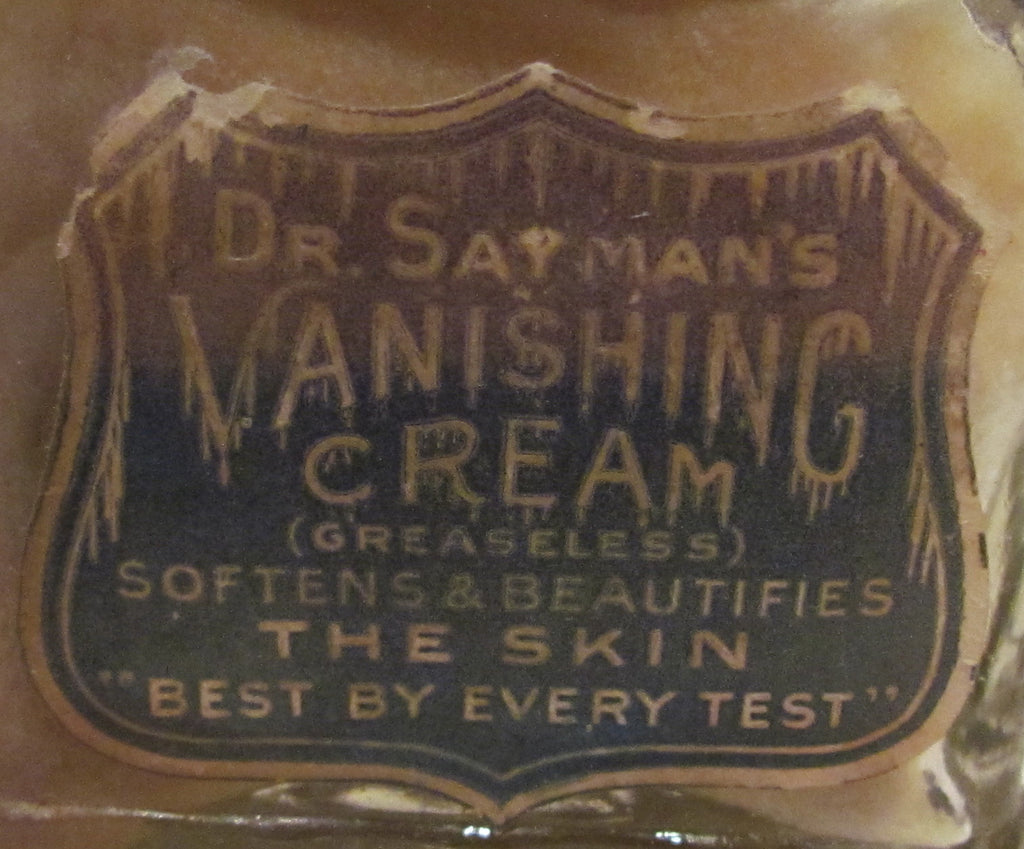 DR. SAYMAN'S
VANISHING
CREAM
(GREASELESS)
SOFTENS & BEAUTIFIES
THE SKIN
"BEST BY EVERY TEST"